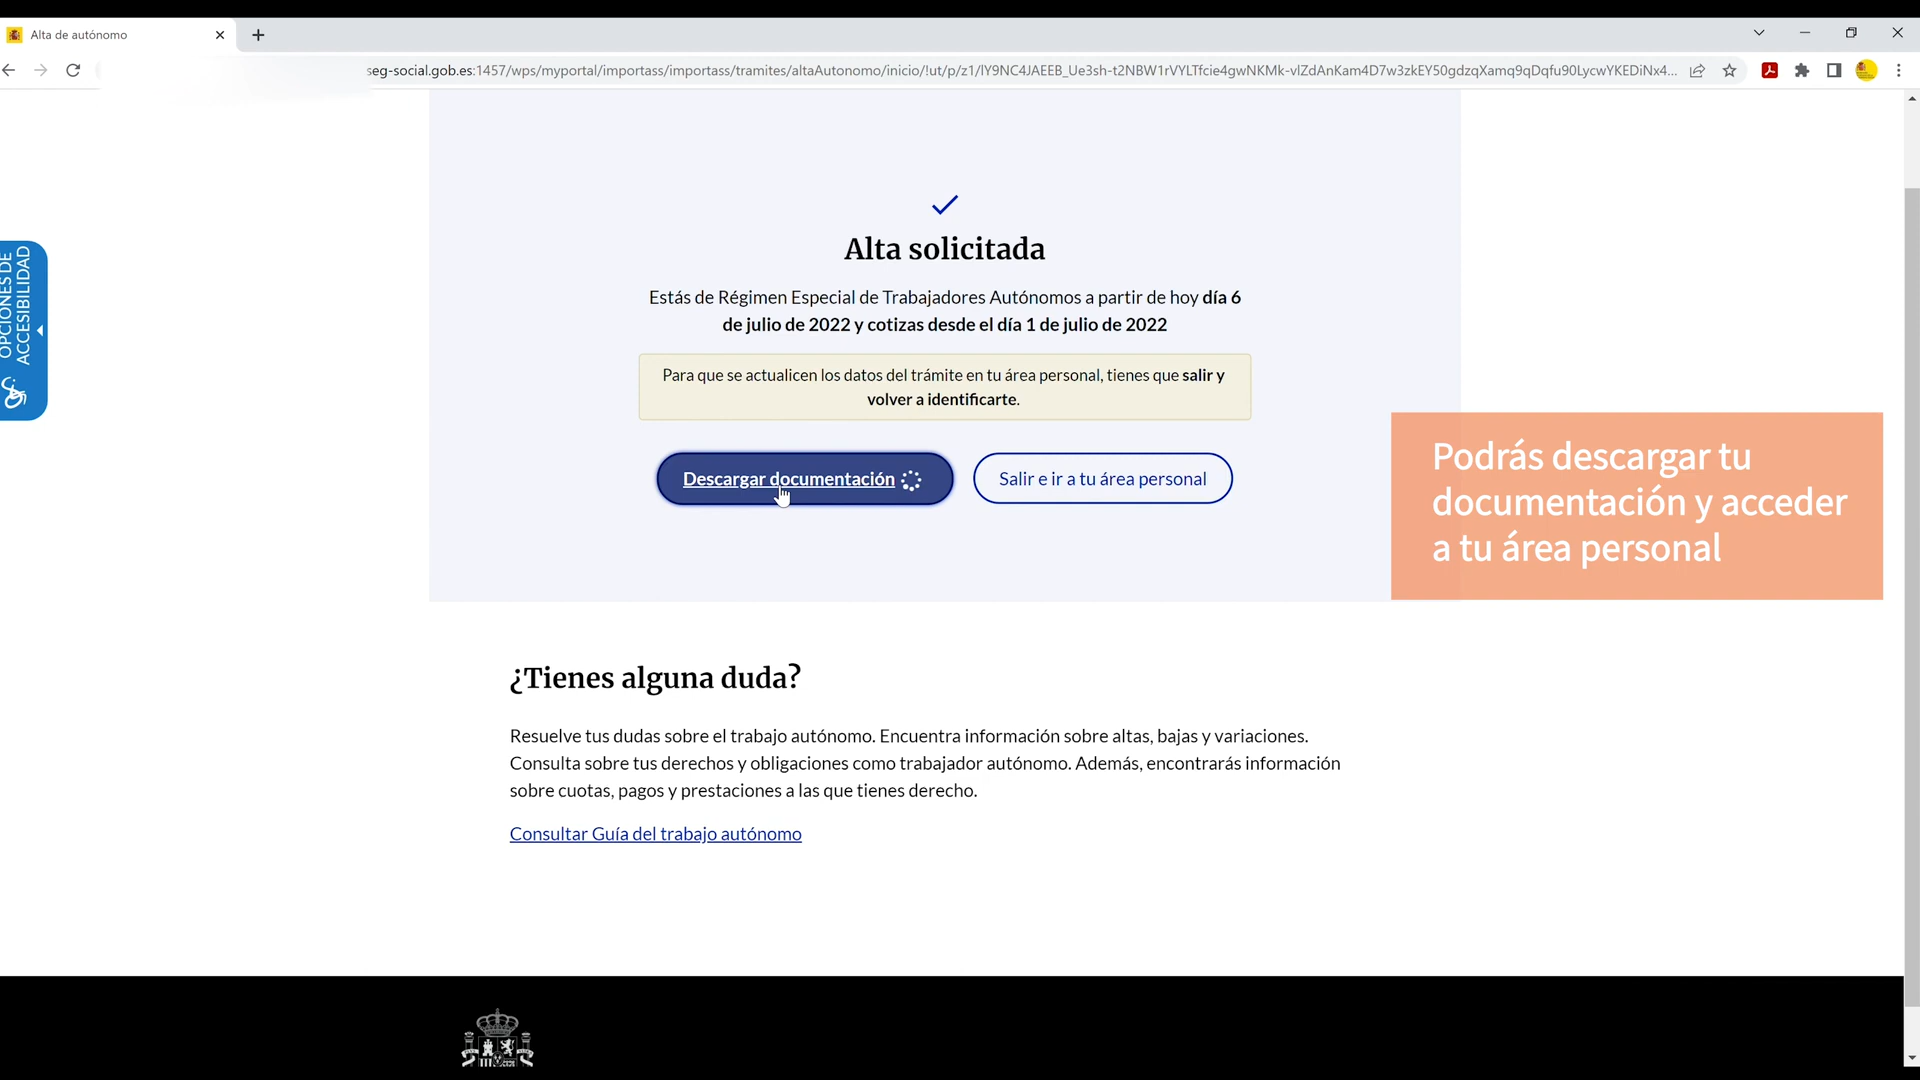 Alta de autónomo
seg-social.gob.es:1457/wps/myportal/importass/importass/tramites/altaAutonomo/inicio/!ut/p/z1/
OPCIONES DE
ACCESIBILIDAD
Alta solicitada
Estás de Régimen Especial de Trabajadores Autónomos a partir de hoy día 6
de julio de 2022 y cotizas desde el día 1 de julio de 2022
Para que se actualicen los datos del trámite en tu área personal, tienes que salir y
volver a identificarte.
Descargar documentación
Salir e ir a tu área personal
Podrás descargar tu
documentación y acceder
a tu área personal
¿Tienes alguna duda?
Resuelve tus dudas sobre el trabajo autónomo. Encuentra información sobre altas, bajas y variaciones.
Consulta sobre tus derechos y obligaciones como trabajador autónomo. Además, encontrarás información
sobre cuotas, pagos y prestaciones a las que tienes derecho.
Consultar Guía del trabajo autónomo